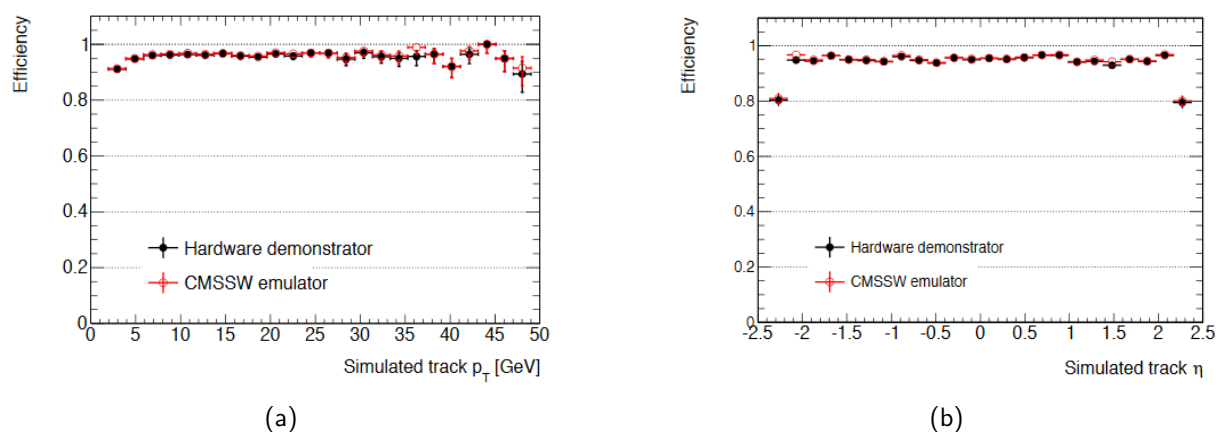 Efficiency
1
0.8
0.6
0.4
0.2
0
Hardware demonstrator
CMSSW emulator
0 5 10 15 20 25 30 35 40 45 50
Simulated track p_T [GeV]
(a)
Efficiency
1
0.8
0.6
0.4
0.2
0
Hardware demonstrator
CMSSW emulator
-2.5 -2 -1.5 -1 -0.5 0 0.5 1 1.5 2 2.5
Simulated track η
(b)